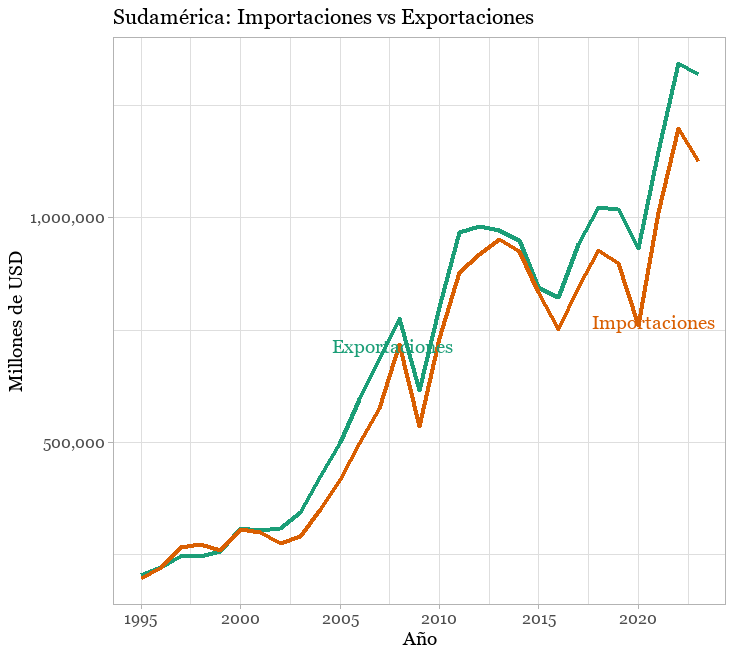 Sudamérica: Importaciones vs Exportaciones
Millones de USD
1,000,000
500,000
Exportaciones
Importaciones
1995 2000 2005 2010 2015 2020
Año